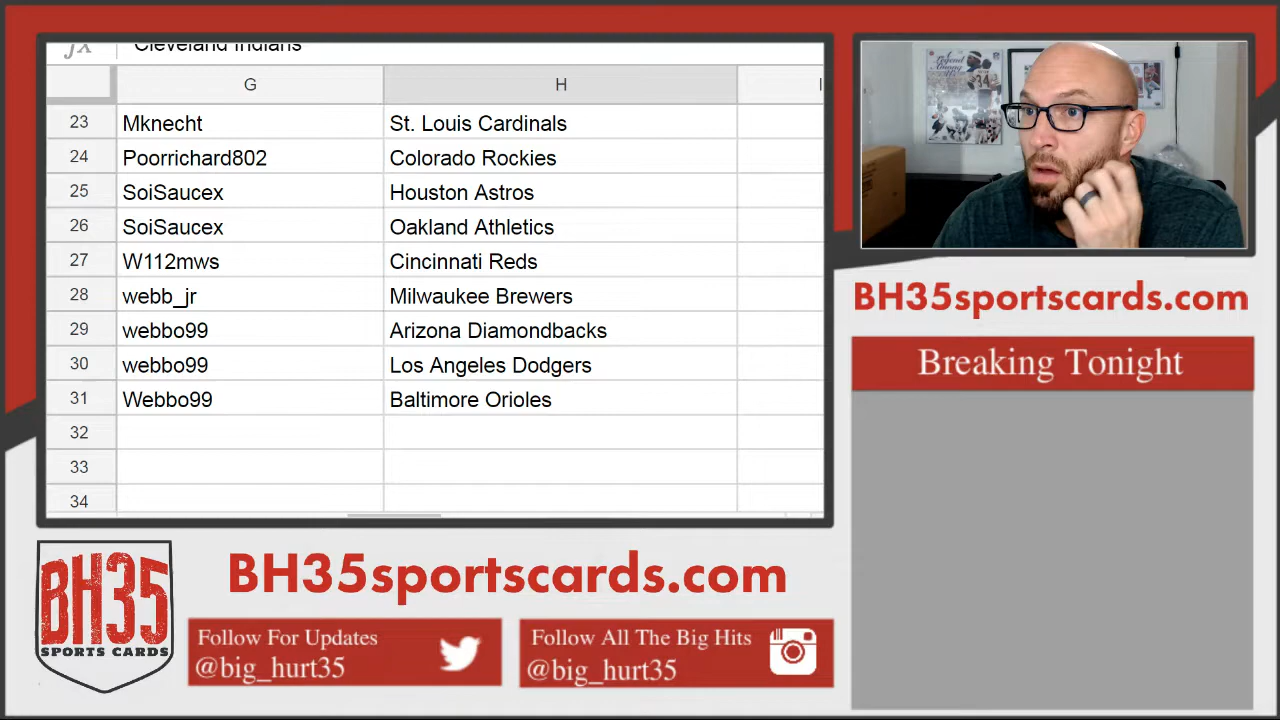 fx Cleveland Indians
G H I
23 Mknecht St. Louis Cardinals
24 Poorrichard802 Colorado Rockies
25 SoiSaucex Houston Astros
26 SoiSaucex Oakland Athletics
27 W112mws Cincinnati Reds
28 webb_jr Milwaukee Brewers
29 webbo99 Arizona Diamondbacks
30 webbo99 Los Angeles Dodgers
31 Webbo99 Baltimore Orioles
32
33
34
BH35sportscards.com
Breaking Tonight
BH35
SPORTS CARDS
BH35sportscards.com
Follow For Updates
@big_hurt35
Follow All The Big Hits
@big_hurt35